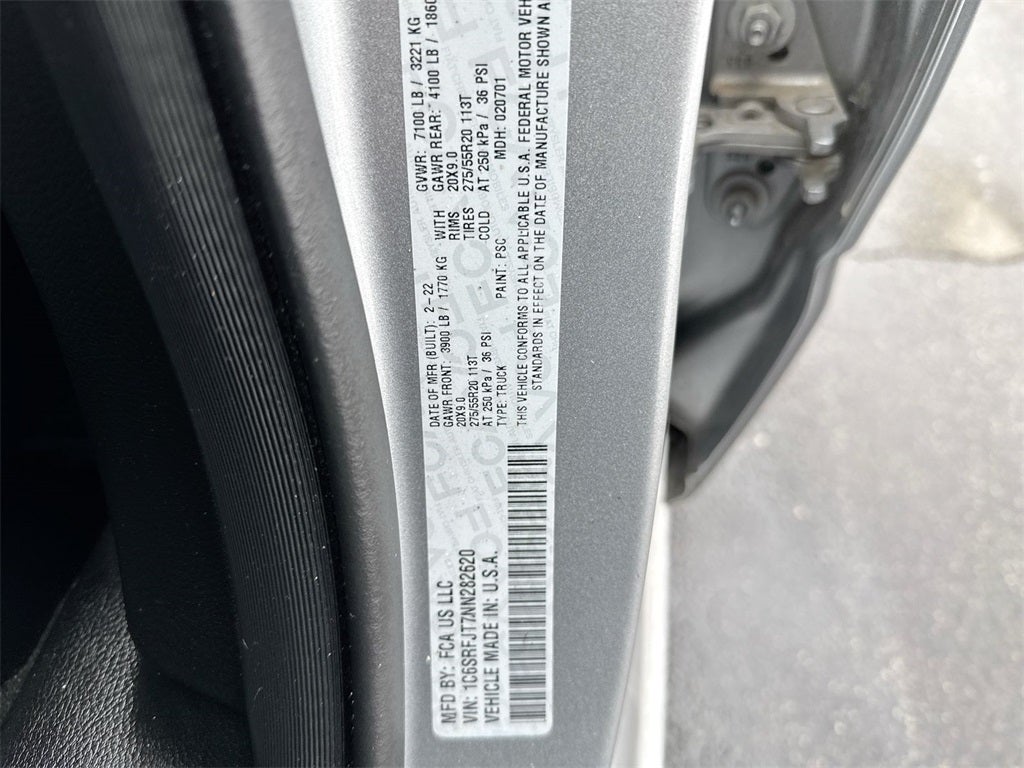 MFD BY: FCA US LLC
VIN: 1C6SRFJT7NN282620
VEHICLE MADE IN: U.S.A.
DATE OF MFR (BUILT): 2-22 GVWR: 7100 LB / 3221 KG
GAWR FRONT: 3900 LB / 1770 KG WITH GAWR REAR: 4100 LB / 1860
20X9.0 RIMS 20X9.0
275/55R20 113T TIRES 275/55R20 113T
AT 250 kPa / 36 PSI COLD AT 250 kPa / 36 PSI
TYPE: TRUCK PAINT: PSC MDH: 020701
THIS VEHICLE CONFORMS TO ALL APPLICABLE U.S.A. FEDERAL MOTOR VEH
STANDARDS IN EFFECT ON THE DATE OF MANUFACTURE SHOWN A